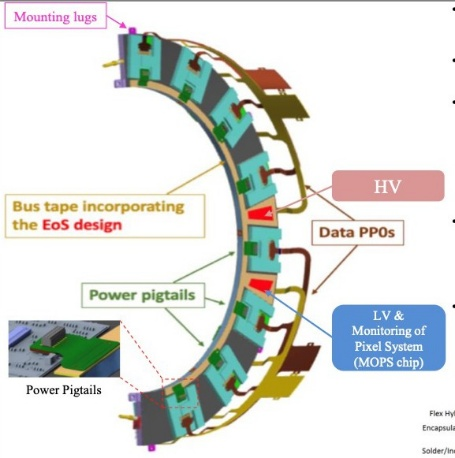 Mounting lugs
HV
Bus tape incorporating
the EoS design
Data PP0s
Power pigtails
LV &
Monitoring of
Pixel System
(MOPS chip)
Power Pigtails
Flex Hy
Encapsula
Solder/In